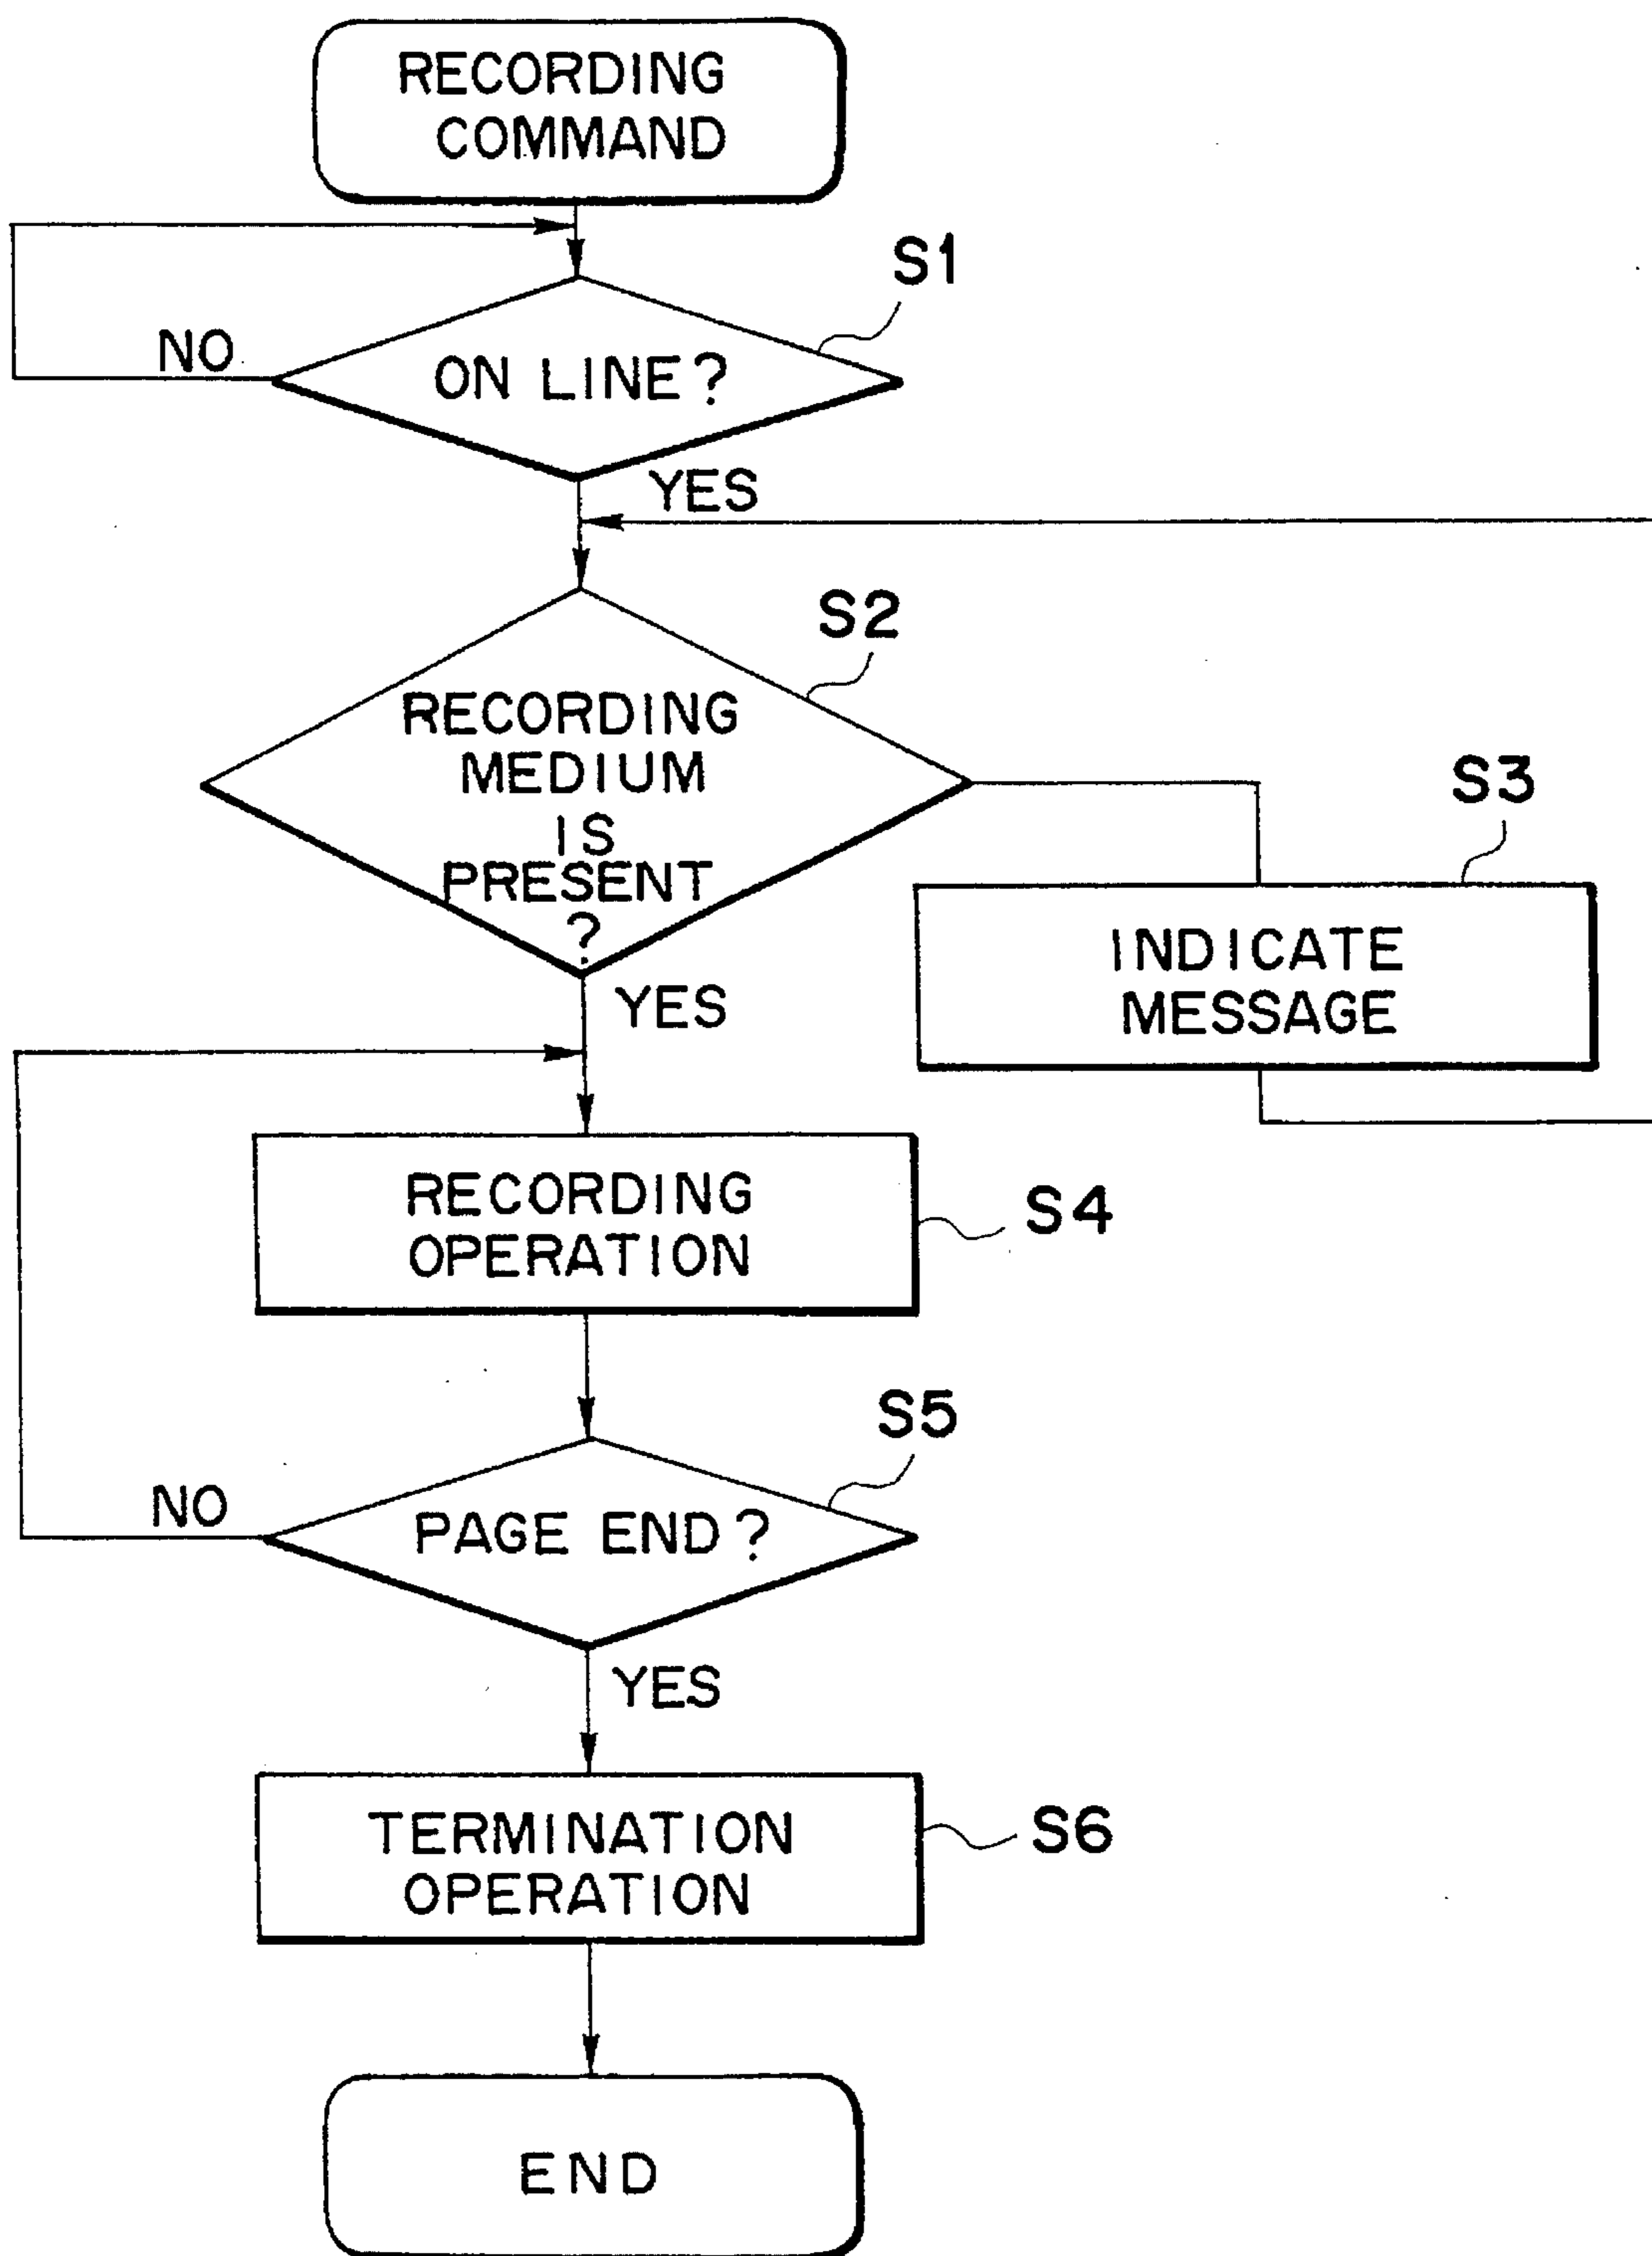 RECORDING
COMMAND
S1
NO
ON LINE?
YES
S2
RECORDING
MEDIUM
IS
PRESENT
?
S3
INDICATE
MESSAGE
YES
RECORDING
OPERATION
S4
S5
NO
PAGE END?
YES
TERMINATION
OPERATION
S6
END